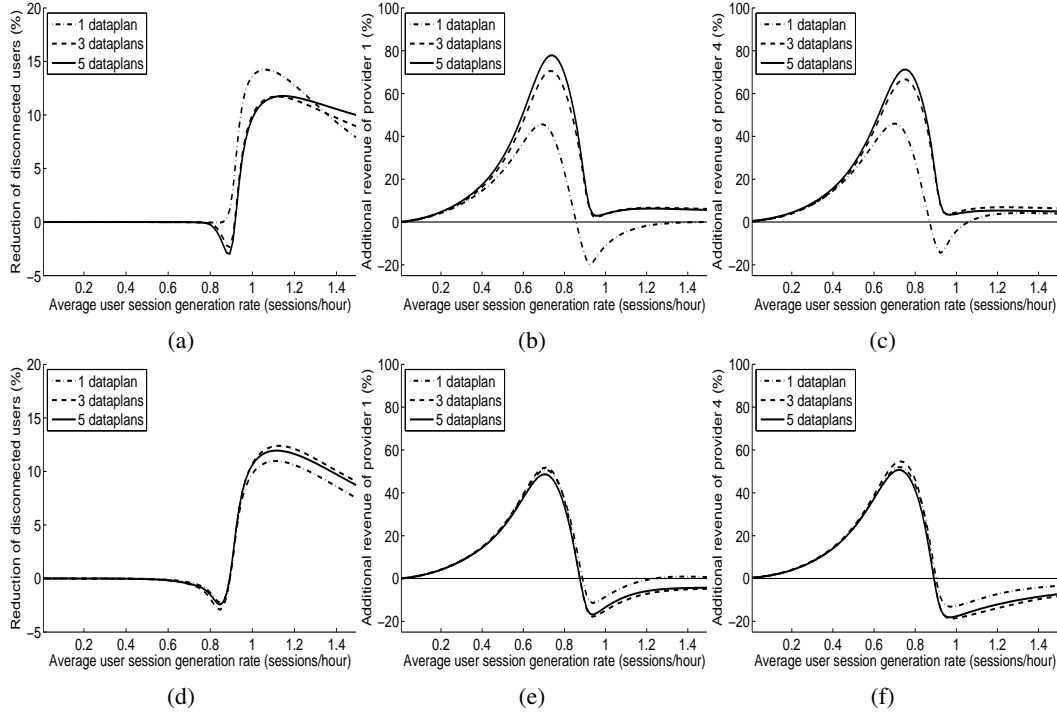 Reduction of disconnected users (%)
20
15
10
5
0
−5
1 dataplan
3 dataplans
5 dataplans
0.2 0.4 0.6 0.8 1 1.2 1.4
Average user session generation rate (sessions/hour)
(a)
Additional revenue of provider 1 (%)
100
80
60
40
20
0
−20
1 dataplan
3 dataplans
5 dataplans
0.2 0.4 0.6 0.8 1 1.2 1.4
Average user session generation rate (sessions/hour)
(b)
Additional revenue of provider 4 (%)
100
80
60
40
20
0
−20
1 dataplan
3 dataplans
5 dataplans
0.2 0.4 0.6 0.8 1 1.2 1.4
Average user session generation rate (sessions/hour)
(c)
Reduction of disconnected users (%)
20
15
10
5
0
−5
1 dataplan
3 dataplans
5 dataplans
0.2 0.4 0.6 0.8 1 1.2 1.4
Average user session generation rate (sessions/hour)
(d)
Additional revenue of provider 1 (%)
100
80
60
40
20
0
−20
1 dataplan
3 dataplans
5 dataplans
0.2 0.4 0.6 0.8 1 1.2 1.4
Average user session generation rate (sessions/hour)
(e)
Additional revenue of provider 4 (%)
100
80
60
40
20
0
−20
1 dataplan
3 dataplans
5 dataplans
0.2 0.4 0.6 0.8 1 1.2 1.4
Average user session generation rate (sessions/hour)
(f)